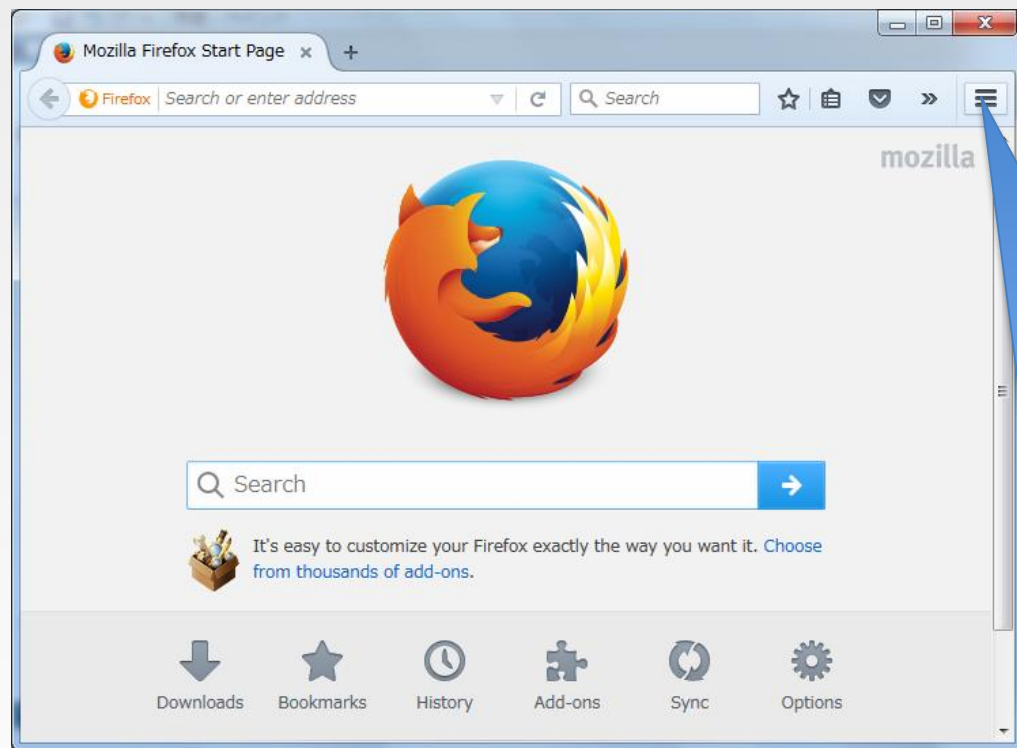 Mozilla Firefox Start Page
Firefox Search or enter address Search
mozilla
Search
It's easy to customize your Firefox exactly the way you want it. Choose
from thousands of add-ons.
Downloads Bookmarks History Add-ons Sync Options